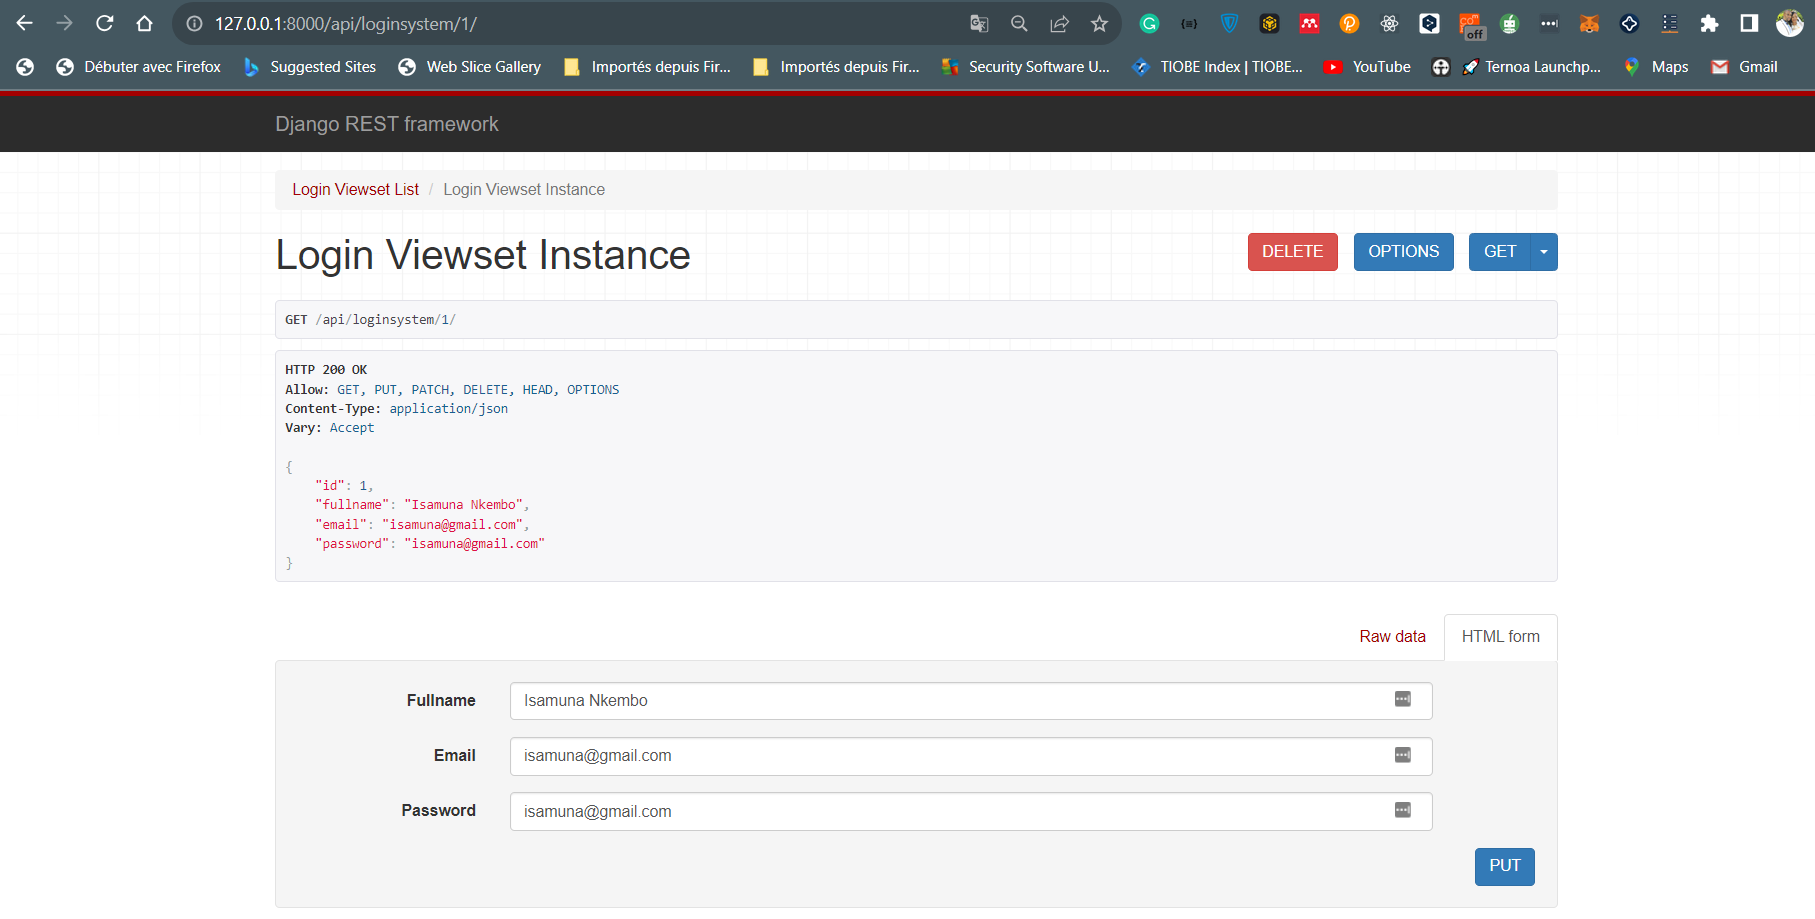 127.0.0.1:8000/api/loginsystem/1/
off
Débuter avec Firefox Suggested Sites Web Slice Gallery Importés depuis Fir... Importés depuis Fir... Security Software U... TIOBE Index | TIOBE... YouTube Ternoa Launchp... Maps Gmail
Django REST framework
Login Viewset List / Login Viewset Instance
Login Viewset Instance DELETE OPTIONS GET
GET /api/loginsystem/1/
HTTP 200 OK
Allow: GET, PUT, PATCH, DELETE, HEAD, OPTIONS
Content-Type: application/json
Vary: Accept
{
"id": 1,
"fullname": "Isamuna Nkembo",
"email": "isamuna@gmail.com",
"password": "isamuna@gmail.com"
}
Raw data HTML form
Fullname Isamuna Nkembo
Email isamuna@gmail.com
Password isamuna@gmail.com
PUT